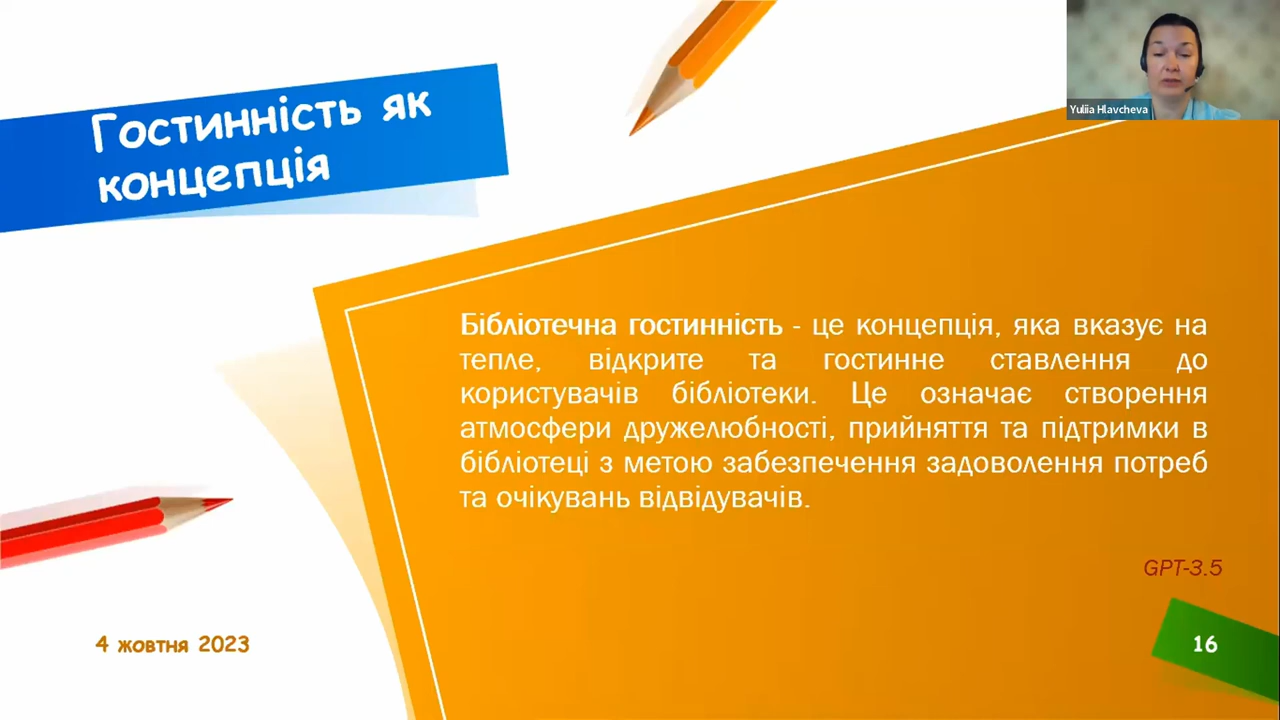 Yuliia Hlavcheva
Гостинність як
концепція
Бібліотечна гостинність - це концепція, яка вказує на
тепле, відкрите та гостинне ставлення до
користувачів бібліотеки. Це означає створення
атмосфери дружелюбності, прийняття та підтримки в
бібліотеці з метою забезпечення задоволення потреб
та очікувань відвідувачів.
GPT-3.5
4 жовтня 2023
16